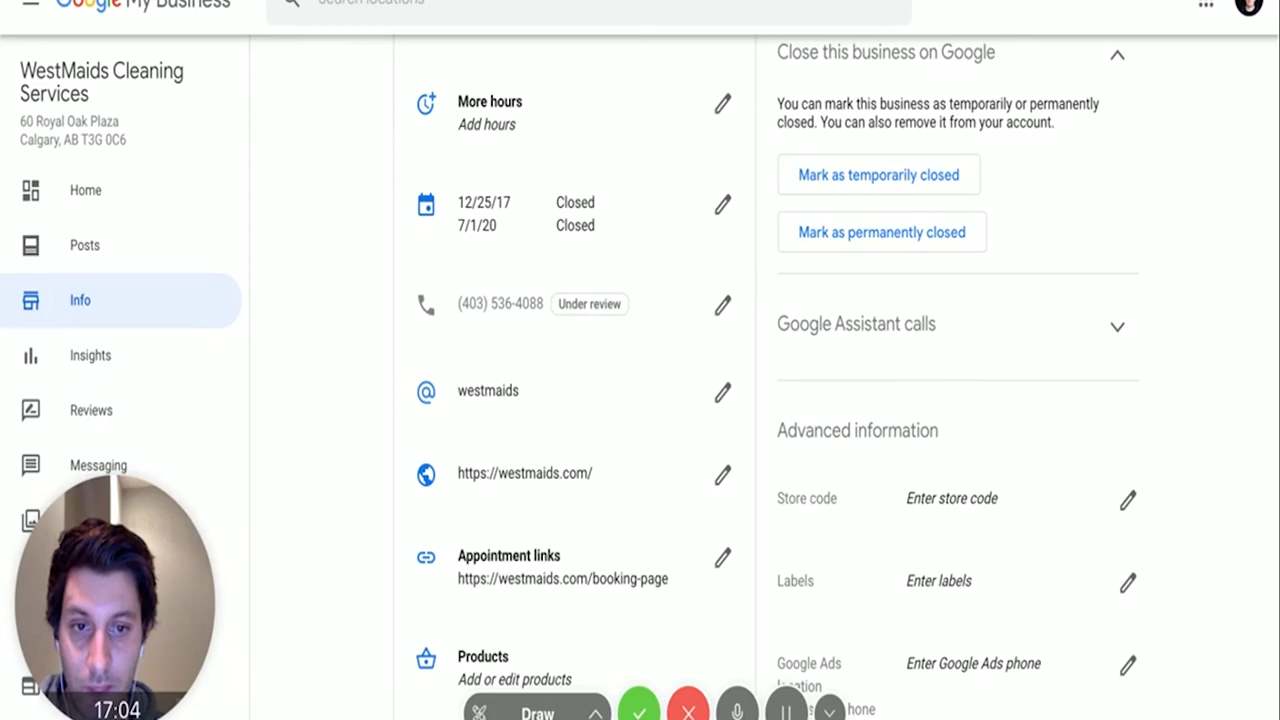 Google My Business
Search locations
WestMaids Cleaning
Services
60 Royal Oak Plaza
Calgary, AB T3G 0C6
Home
Posts
Info
Insights
Reviews
Messaging
17:04
More hours
Add hours
12/25/17 Closed
7/1/20 Closed
(403) 536-4088 Under review
westmaids
https://westmaids.com/
Appointment links
https://westmaids.com/booking-page
Products
Add or edit products
Draw
Close this business on Google
You can mark this business as temporarily or permanently
closed. You can also remove it from your account.
Mark as temporarily closed
Mark as permanently closed
Google Assistant calls
Advanced information
Store code Enter store code
Labels Enter labels
Google Ads Enter Google Ads phone
location
hone